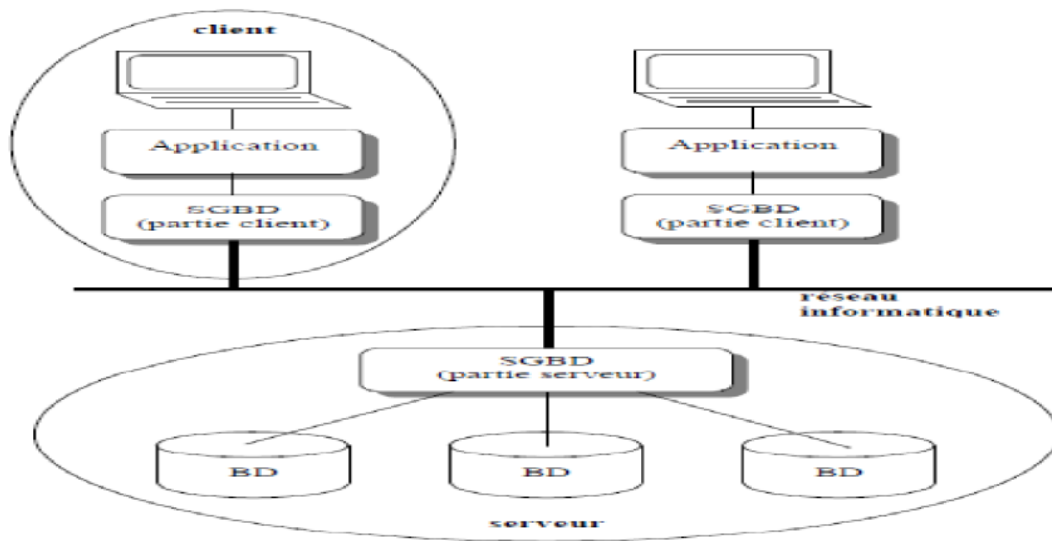 client
Application
SGBD
(partie client)
Application
SGBD
(partie client)
réseau
informatique
SGBD
(partie serveur)
BD
BD
BD
serveur